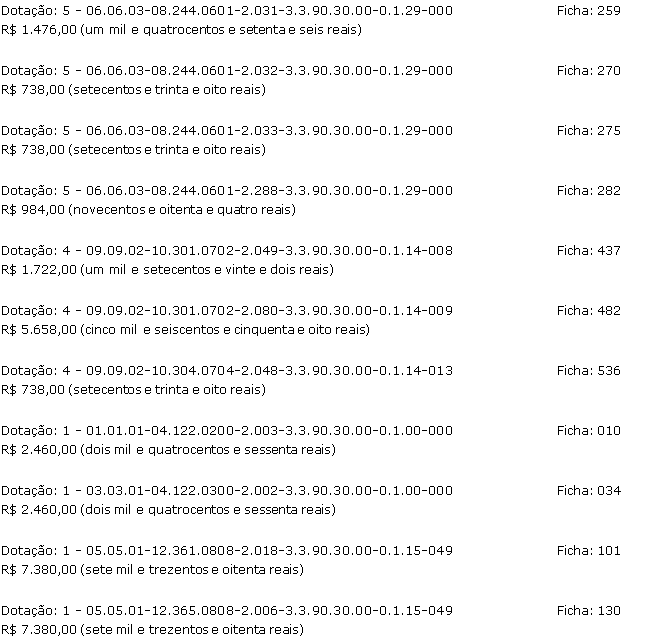 Dotação: 5 - 06.06.03-08.244.0601-2.031-3.3.90.30.00-0.1.29-000 Ficha: 259
R$ 1.476,00 (um mil e quatrocentos e setenta e seis reais)
Dotação: 5 - 06.06.03-08.244.0601-2.032-3.3.90.30.00-0.1.29-000 Ficha: 270
R$ 738,00 (setecentos e trinta e oito reais)
Dotação: 5 - 06.06.03-08.244.0601-2.033-3.3.90.30.00-0.1.29-000 Ficha: 275
R$ 738,00 (setecentos e trinta e oito reais)
Dotação: 5 - 06.06.03-08.244.0601-2.288-3.3.90.30.00-0.1.29-000 Ficha: 282
R$ 984,00 (novecentos e oitenta e quatro reais)
Dotação: 4 - 09.09.02-10.301.0702-2.049-3.3.90.30.00-0.1.14-008 Ficha: 437
R$ 1.722,00 (um mil e setecentos e vinte e dois reais)
Dotação: 4 - 09.09.02-10.301.0702-2.080-3.3.90.30.00-0.1.14-009 Ficha: 482
R$ 5.658,00 (cinco mil e seiscentos e cinquenta e oito reais)
Dotação: 4 - 09.09.02-10.304.0704-2.048-3.3.90.30.00-0.1.14-013 Ficha: 536
R$ 738,00 (setecentos e trinta e oito reais)
Dotação: 1 - 01.01.01-04.122.0200-2.003-3.3.90.30.00-0.1.00-000 Ficha: 010
R$ 2.460,00 (dois mil e quatrocentos e sessenta reais)
Dotação: 1 - 03.03.01-04.122.0300-2.002-3.3.90.30.00-0.1.00-000 Ficha: 034
R$ 2.460,00 (dois mil e quatrocentos e sessenta reais)
Dotação: 1 - 05.05.01-12.361.0808-2.018-3.3.90.30.00-0.1.15-049 Ficha: 101
R$ 7.380,00 (sete mil e trezentos e oitenta reais)
Dotação: 1 - 05.05.01-12.365.0808-2.006-3.3.90.30.00-0.1.15-049 Ficha: 130
R$ 7.380,00 (sete mil e trezentos e oitenta reais)